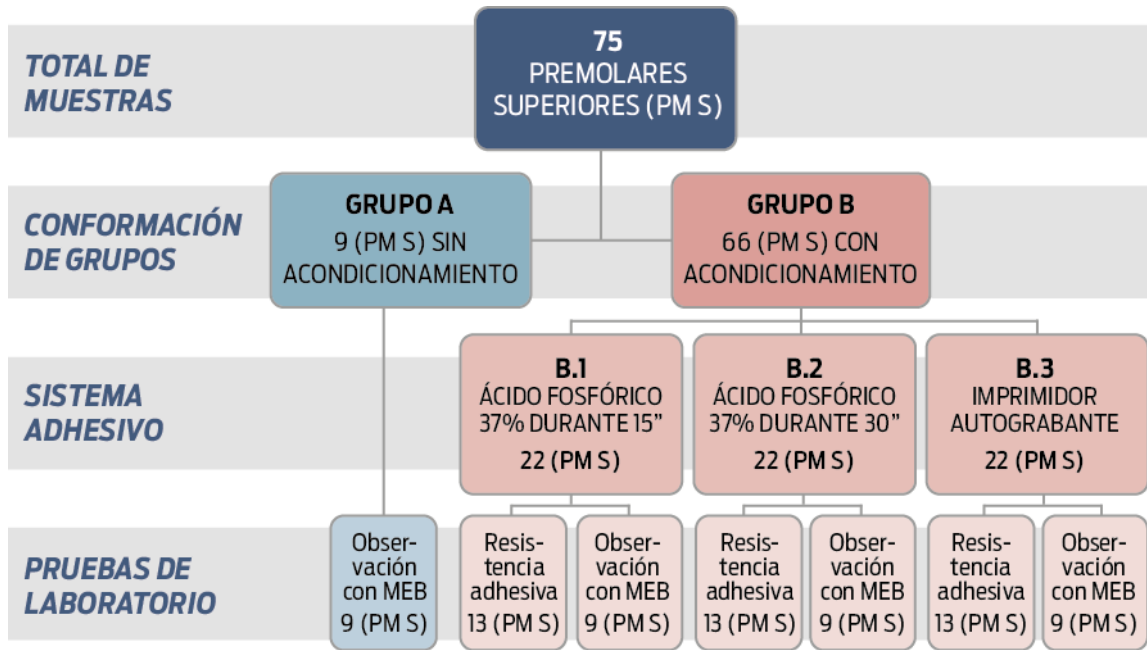 TOTAL DE
MUESTRAS
75
PREMOLARES
SUPERIORES (PM S)
CONFORMACIÓN
DE GRUPOS
GRUPO A
9 (PM S) SIN
ACONDICIONAMIENTO
GRUPO B
66 (PM S) CON
ACONDICIONAMIENTO
SISTEMA
ADHESIVO
B.1
ÁCIDO FOSFÓRICO
37% DURANTE 15”
22 (PM S)
B.2
ÁCIDO FOSFÓRICO
37% DURANTE 30”
22 (PM S)
B.3
IMPRIMIDOR
AUTOGRABANTE
22 (PM S)
PRUEBAS DE
LABORATORIO
Obser-
vación
con MEB
9 (PM S)
Resis-
tencia
adhesiva
13 (PM S)
Obser-
vación
con MEB
9 (PM S)
Resis-
tencia
adhesiva
13 (PM S)
Obser-
vación
con MEB
9 (PM S)
Resis-
tencia
adhesiva
13 (PM S)
Obser-
vación
con MEB
9 (PM S)